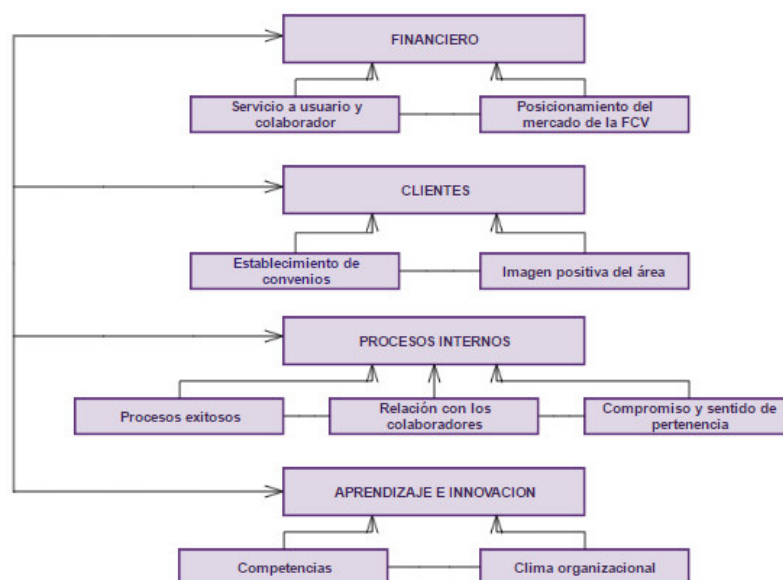 FINANCIERO
Servicio a usuario y
colaborador
Posicionamiento del
mercado de la FCV
CLIENTES
Establecimiento de
convenios
Imagen positiva del área
PROCESOS INTERNOS
Procesos exitosos
Relación con los
colaboradores
Compromiso y sentido de
pertenencia
APRENDIZAJE E INNOVACION
Competencias
Clima organizacional